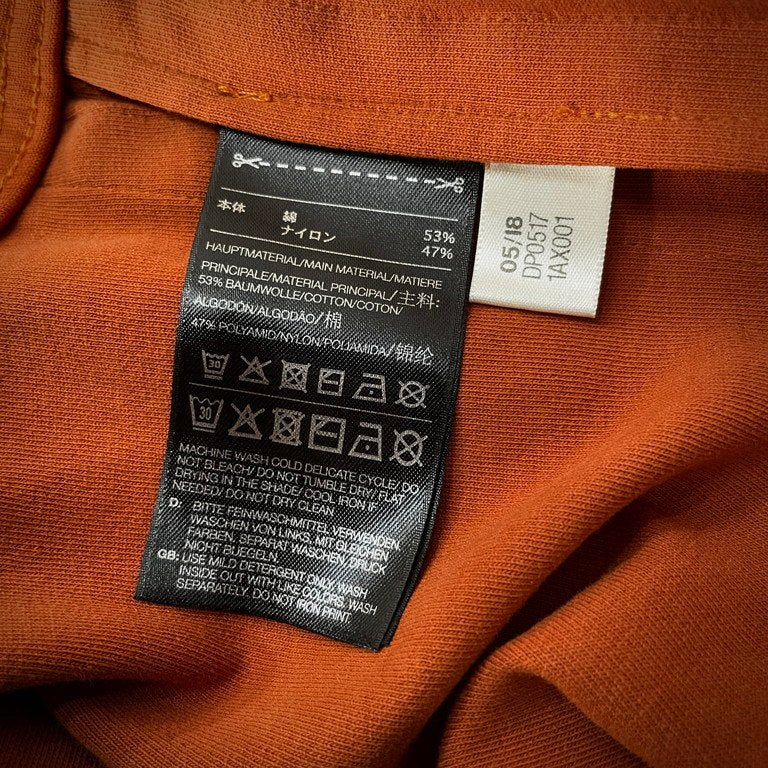 本体 綿 53%
ナイロン 47%
HAUPTMATERIAL/MAIN MATERIAL/MATIERE
PRINCIPALE/MATERIAL PRINCIPAL/主料:
53% BAUMWOLLE/COTTON/COTON/
ALGODÓN/ALGODÃO/棉
47% POLYAMID/NYLON/POLIAMIDA/锦纶
30
30
MACHINE WASH COLD DELICATE CYCLE/ DO
NOT BLEACH/ DO NOT TUMBLE DRY/ FLAT
DRYING IN THE SHADE/ COOL IRON IF
NEEDED/ DO NOT DRY CLEAN
D: BITTE FEINWASCHMITTEL VERWENDEN,
WASCHEN VON LINKS, MIT GLEICHEN
FARBEN, SEPARAT WASCHEN, DRUCK
NICHT BUEGELN.
GB: USE MILD DETERGENT ONLY, WASH
INSIDE OUT WITH LIKE COLORS, WASH
SEPARATELY. DO NOT IRON PRINT.
05/18
DP0517
1AX001